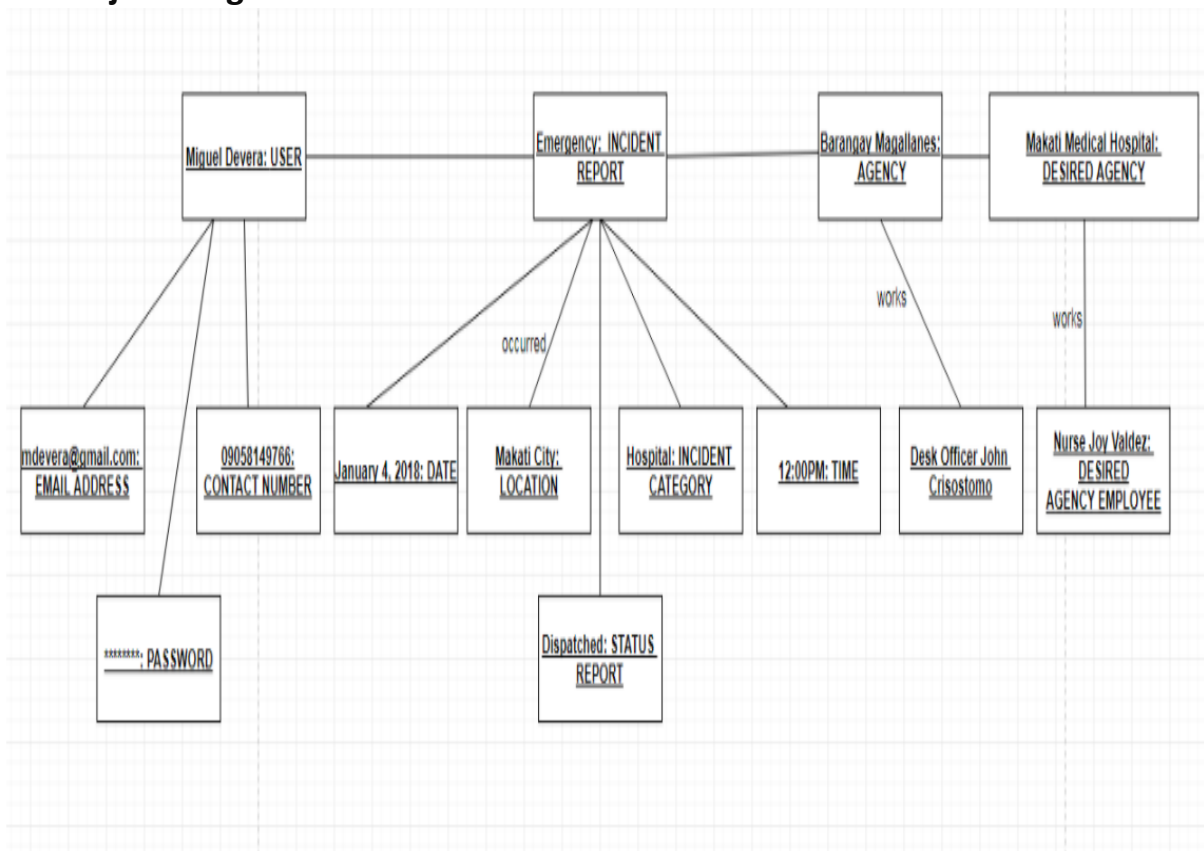 Miguel Devera: USER
Emergency: INCIDENT
REPORT
Barangay Magallanes:
AGENCY
Makati Medical Hospital:
DESIRED AGENCY
occurred
works
works
mdevera@gmail.com:
EMAIL ADDRESS
09058149766:
CONTACT NUMBER
January 4, 2018: DATE
Makati City:
LOCATION
Hospital: INCIDENT
CATEGORY
12:00PM: TIME
Desk Officer John
Crisostomo
Nurse Joy Valdez:
DESIRED
AGENCY EMPLOYEE
********: PASSWORD
Dispatched: STATUS
REPORT